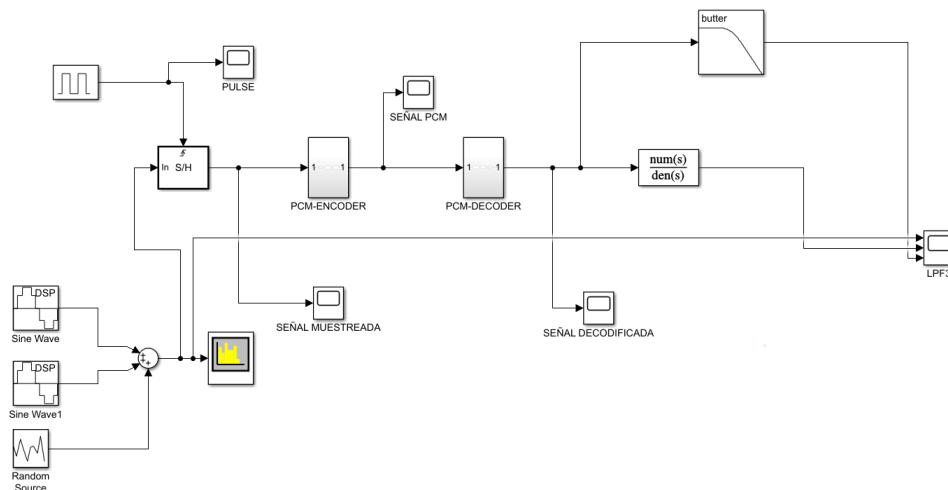 butter
PULSE
SEÑAL PCM
In
S/H
1
1
1
1
num(s)
den(s)
PCM-ENCODER
PCM-DECODER
LPF3
DSP
Sine Wave
SEÑAL MUESTREADA
SEÑAL DECODIFICADA
DSP
Sine Wave1
Random
Source